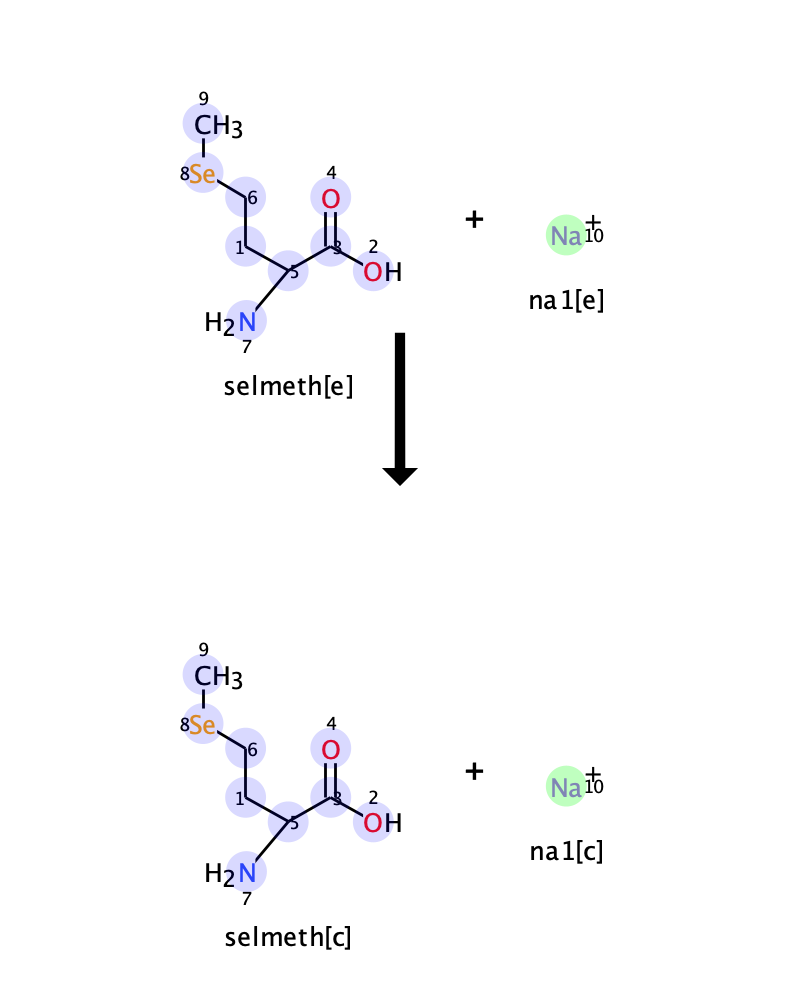 9
CH3
8Se
4
O
6
+
Na+
10
1
3
2
OH
5
H2N
7
na1[e]
selmeth[e]
9
CH3
8Se
4
O
6
+
Na+
10
1
3
2
OH
5
H2N
7
na1[c]
selmeth[c]